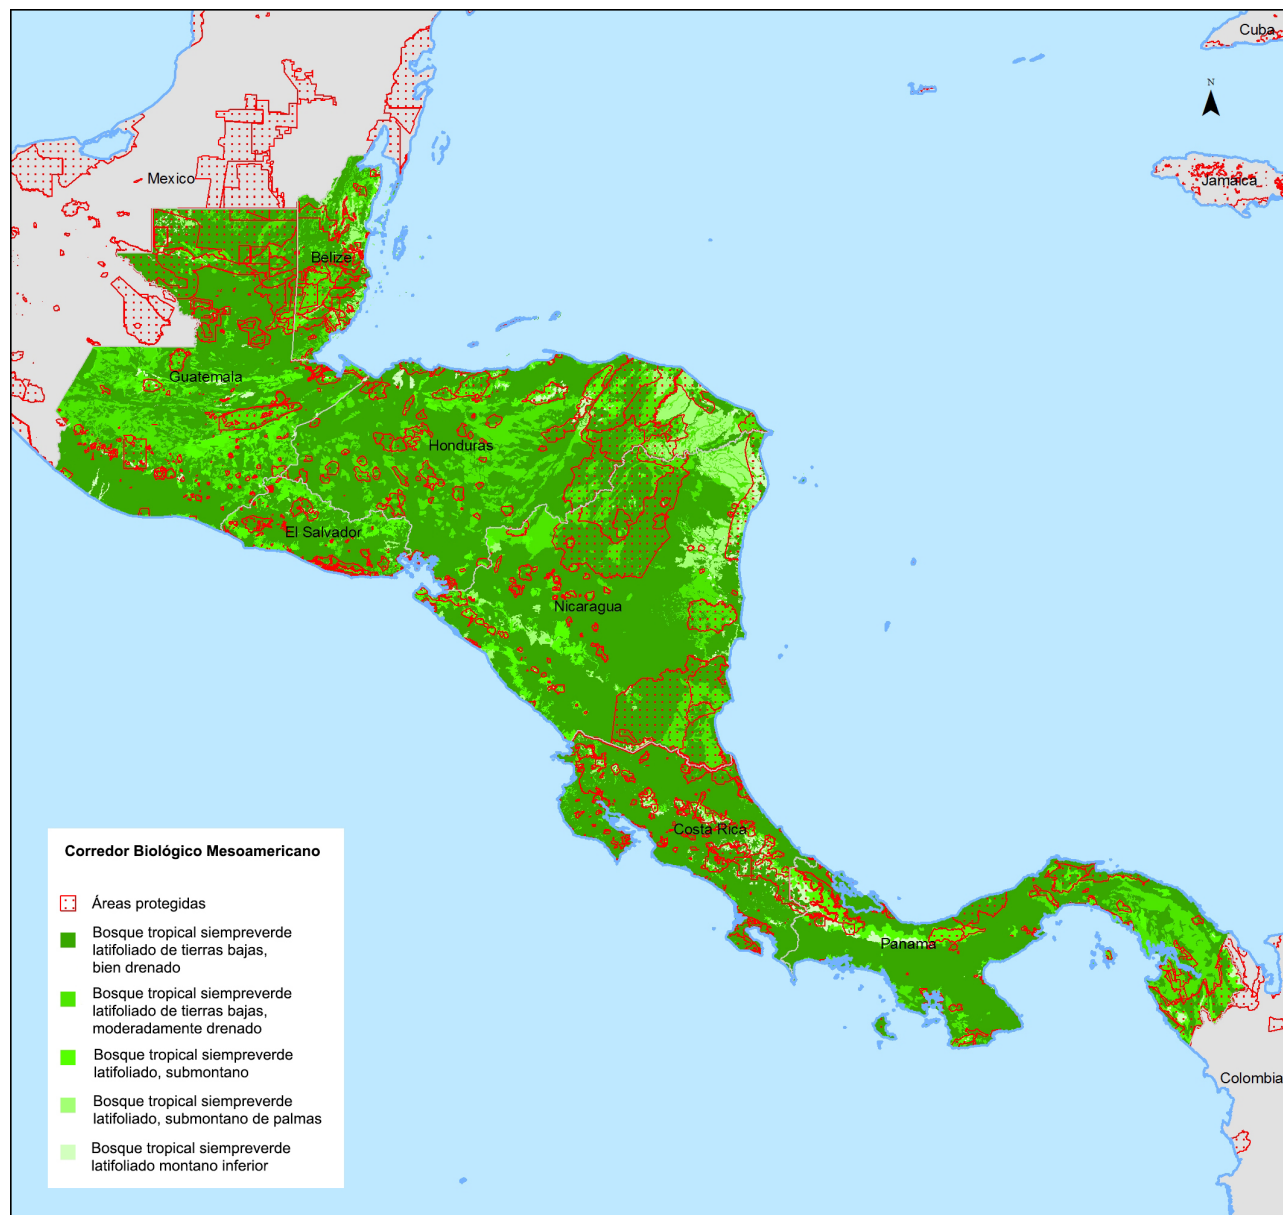 Cuba
N
Jamaica
Mexico
Belize
Guatemala
Honduras
El Salvador
Nicaragua
Costa Rica
Panama
Colombia
Corredor Biológico Mesoamericano
Áreas protegidas
Bosque tropical siempreverde
latifoliado de tierras bajas,
bien drenado
Bosque tropical siempreverde
latifoliado de tierras bajas,
moderadamente drenado
Bosque tropical siempreverde
latifoliado, submontano
Bosque tropical siempreverde
latifoliado, submontano de palmas
Bosque tropical siempreverde
latifoliado montano inferior